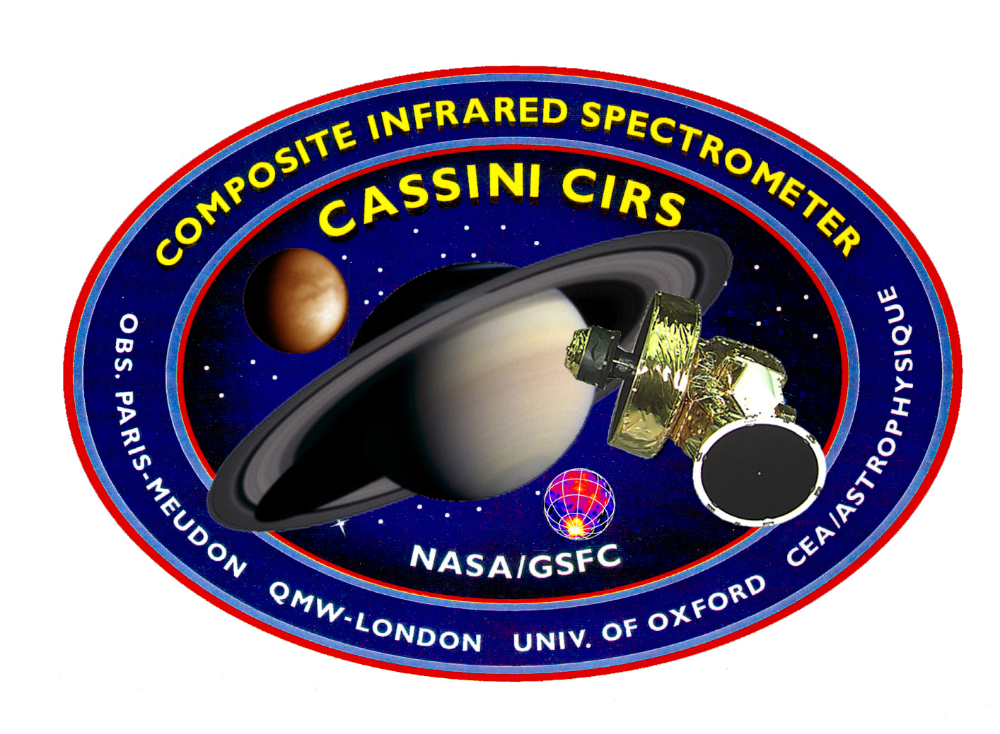 COMPOSITE INFRARED SPECTROMETER
CASSINI CIRS
NASA/GSFC
OBS. PARIS-MEUDON
QMW-LONDON
UNIV. OF OXFORD
CEA/ASTROPHYSIQUE